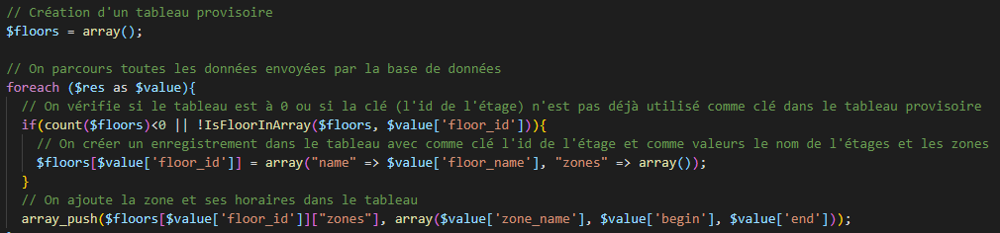 // Création d'un tableau provisoire
$floors = array();
// On parcours toutes les données envoyées par la base de données
foreach ($res as $value){
// On vérifie si le tableau est à 0 ou si la clé (l'id de l'étage) n'est pas déjà utilisé comme clé dans le tableau provisoire
if(count($floors)<0 || !IsFloorInArray($floors, $value['floor_id'])){
// On créer un enregistrement dans le tableau avec comme clé l'id de l'étage et comme valeurs le nom de l'étages et les zones
$floors[$value['floor_id']] = array("name" => $value['floor_name'], "zones" => array());
}
// On ajoute la zone et ses horaires dans le tableau
array_push($floors[$value['floor_id']]["zones"], array($value['zone_name'], $value['begin'], $value['end']));